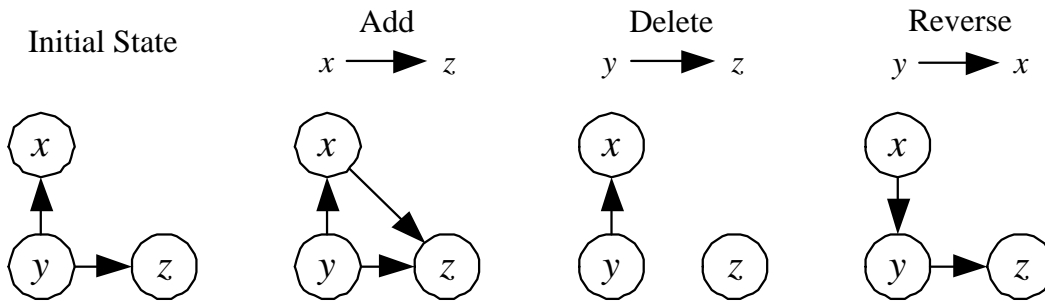 Initial State
Add
x z
Delete
y z
Reverse
y x
x
y z
x
y z
x
y z
x
y z